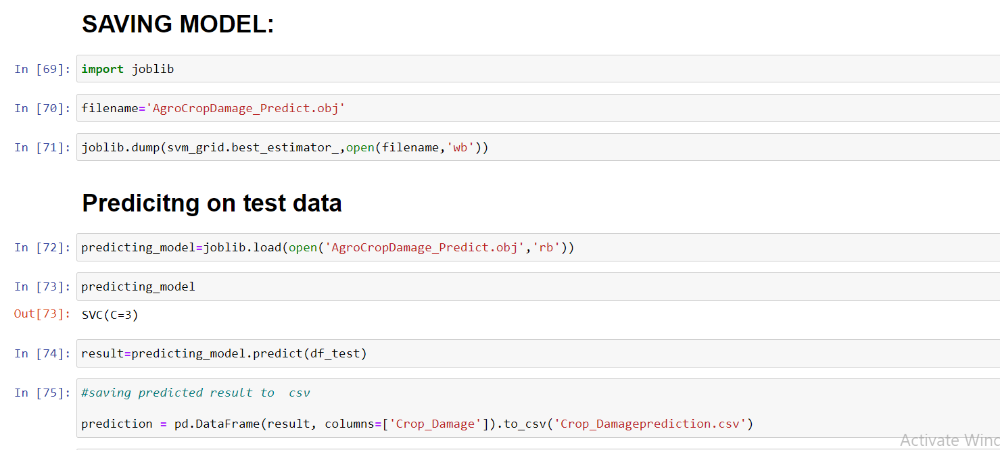 SAVING MODEL:
In [69]: import joblib
In [70]: filename='AgroCropDamage_Predict.obj'
In [71]: joblib.dump(svm_grid.best_estimator_,open(filename,'wb'))
Predicitng on test data
In [72]: predicting_model=joblib.load(open('AgroCropDamage_Predict.obj','rb'))
In [73]: predicting_model
Out[73]: SVC(C=3)
In [74]: result=predicting_model.predict(df_test)
In [75]: #saving predicted result to  csv
prediction = pd.DataFrame(result, columns=['Crop_Damage']).to_csv('Crop_Damageprediction.csv')
Activate Winc